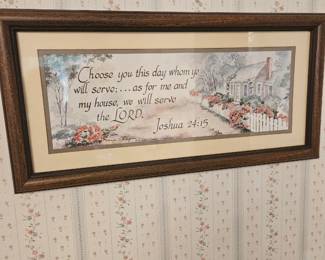 Choose you this day whom ye
will serve;...as for me and
my house, we will serve
the LORD.
Joshua 24:15